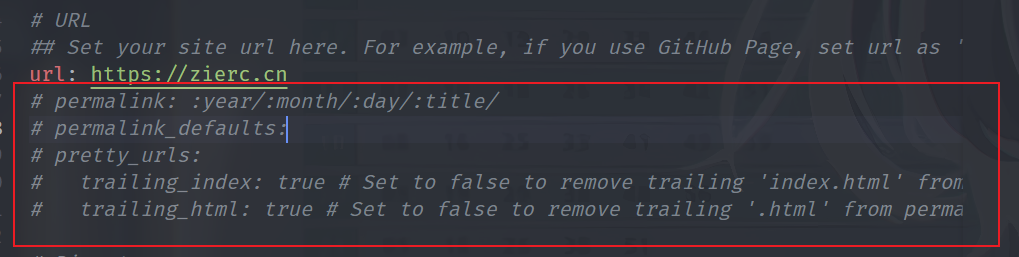 # URL
## Set your site url here. For example, if you use GitHub Page, set url as '
url: https://zierc.cn
# permalink: :year/:month/:day/:title/
# permalink_defaults:
# pretty_urls:
#   trailing_index: true # Set to false to remove trailing 'index.html' from
#   trailing_html: true # Set to false to remove trailing '.html' from perma